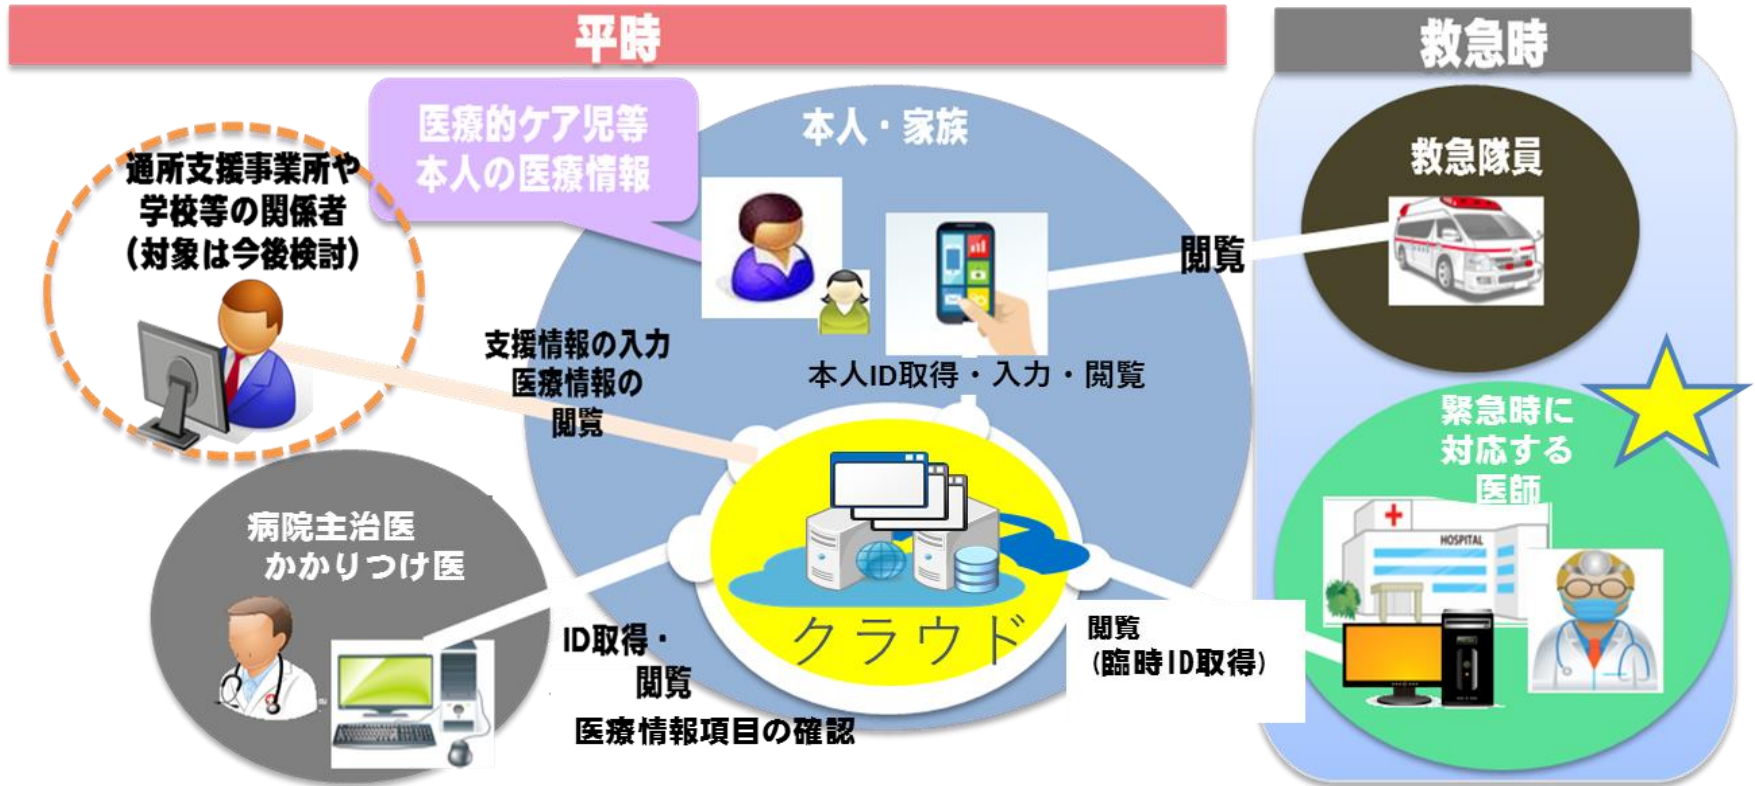 平時
救急時
医療的ケア児等
本人の医療情報
本人・家族
通所支援事業所や
学校等の関係者
(対象は今後検討)
救急隊員
閲覧
支援情報の入力
医療情報の
閲覧
本人ID取得・入力・閲覧
緊急時に
対応する
医師
HOSPITAL
病院主治医
かかりつけ医
クラウド
ID取得・
閲覧
医療情報項目の確認
閲覧
(臨時ID取得)